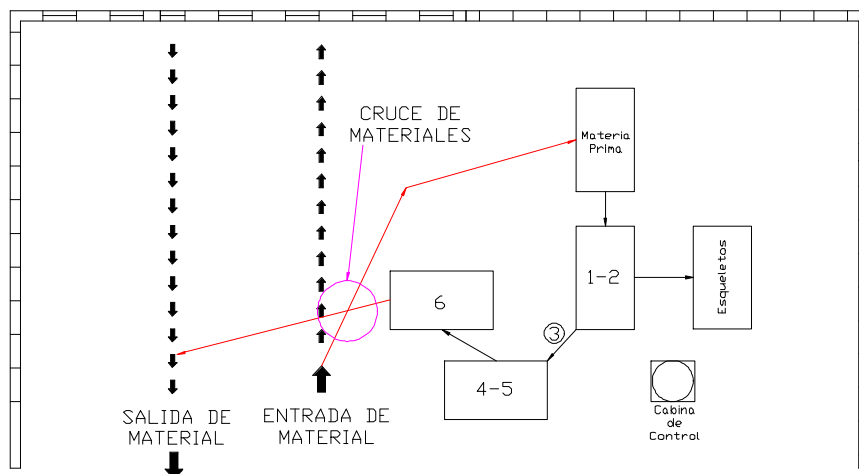 CRUCE DE
MATERIALES
Materia
Prima
1-2
Esqueletos
6
3
4-5
SALIDA DE
MATERIAL
ENTRADA DE
MATERIAL
Cabina
de
Control